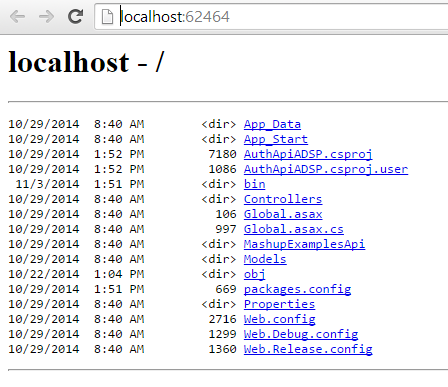 localhost:62464
localhost - /
10/29/2014 8:40 AM <dir> App_Data
10/29/2014 8:40 AM <dir> App_Start
10/29/2014 1:52 PM 7180 AuthApiADSP.csproj
10/29/2014 1:52 PM 1086 AuthApiADSP.csproj.user
11/3/2014 1:51 PM <dir> bin
10/29/2014 8:40 AM <dir> Controllers
10/29/2014 8:40 AM 106 Global.asax
10/29/2014 8:40 AM 997 Global.asax.cs
10/29/2014 8:40 AM <dir> MashupExamplesApi
10/29/2014 8:40 AM <dir> Models
10/22/2014 1:04 PM <dir> obj
10/29/2014 1:51 PM 669 packages.config
10/29/2014 8:40 AM <dir> Properties
10/29/2014 8:40 AM 2716 Web.config
10/29/2014 8:40 AM 1299 Web.Debug.config
10/29/2014 8:40 AM 1360 Web.Release.config